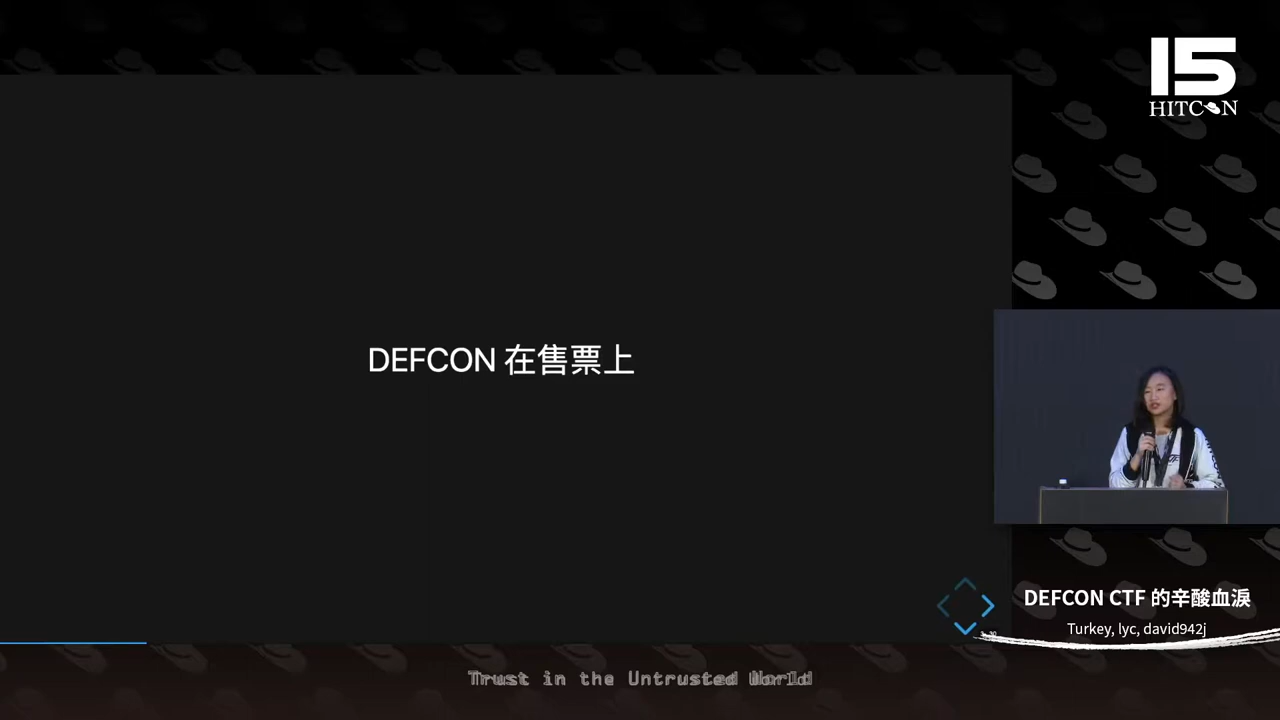 15
HITCON
DEFCON 在售票上
DEFCON CTF 的辛酸血淚
Turkey, lyc, david942j
Trust in the Untrusted World